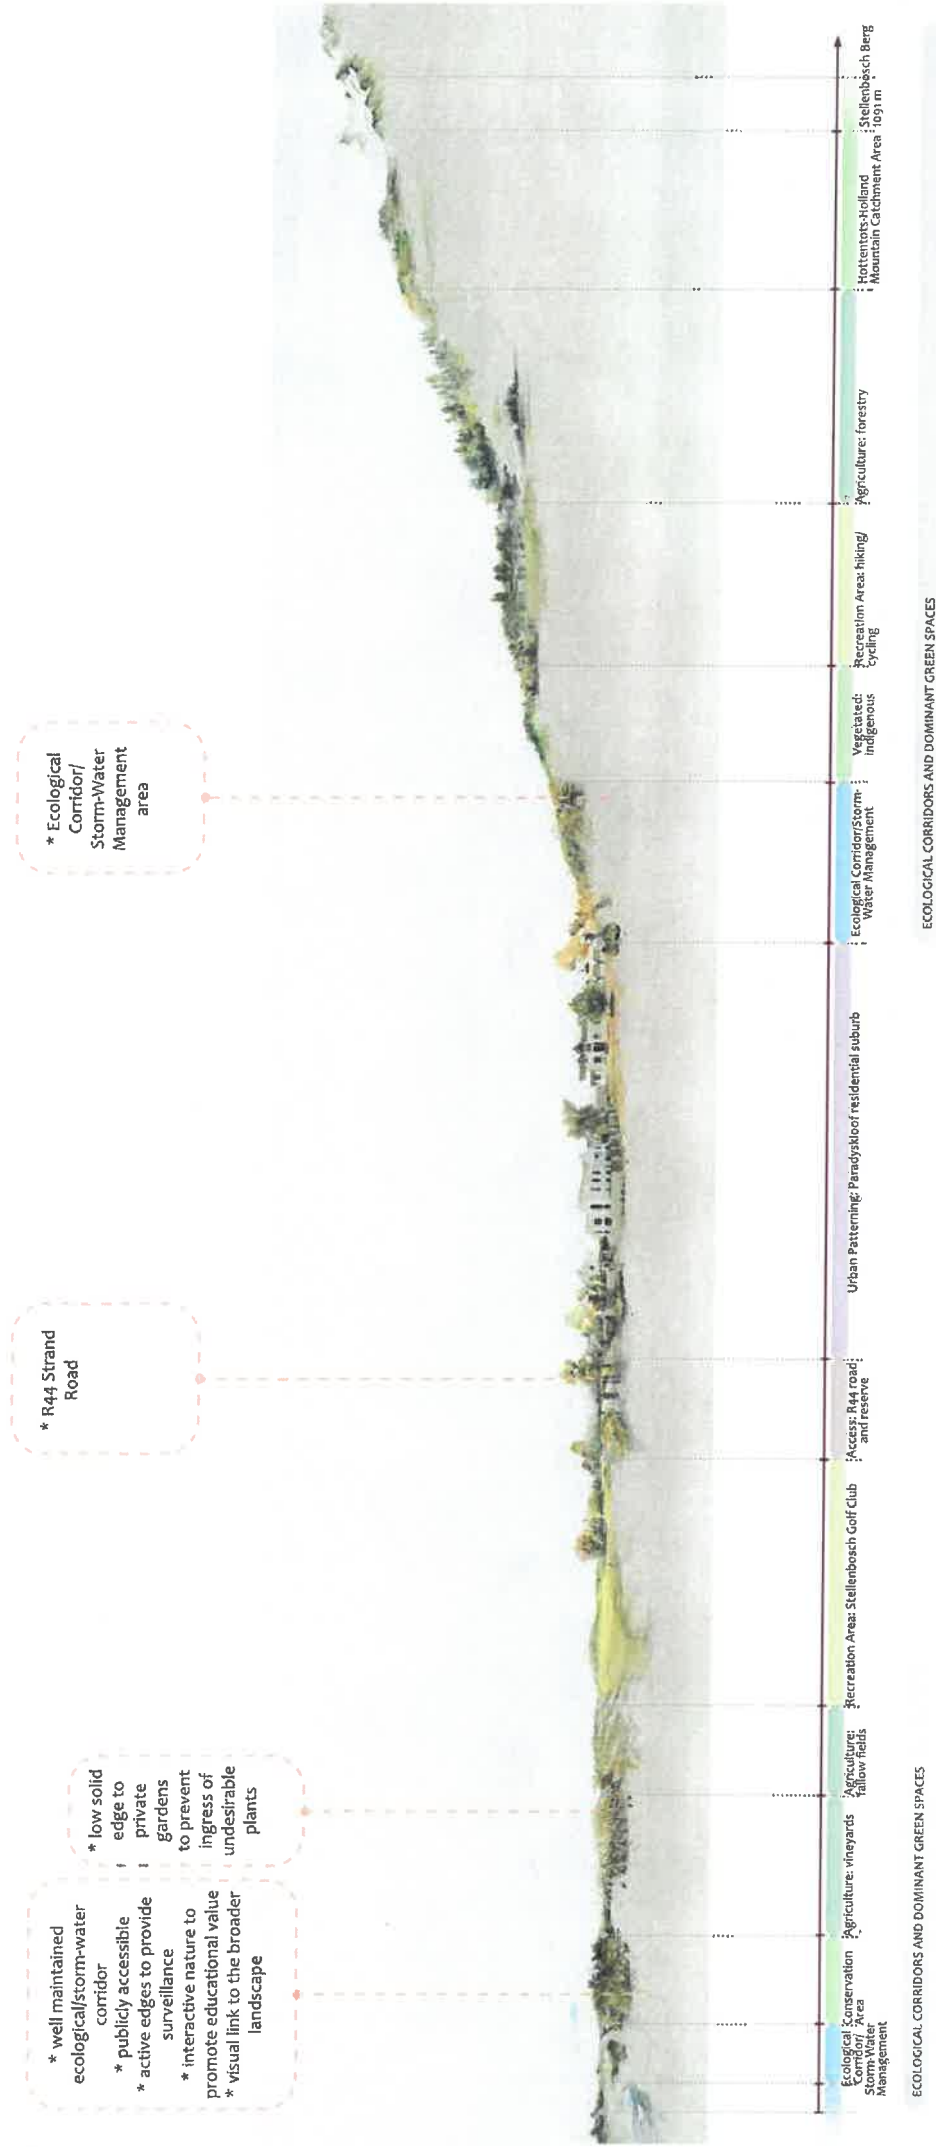 * well maintained
ecological/storm-water
corridor
* publicly accessible
* active edges to provide
surveillance
* interactive nature to
promote educational value
* visual link to the broader
landscape
* low solid
edge to
private
gardens
to prevent
ingress of
undesirable
plants
* R44 Strand
Road
* Ecological
Corridor/
Storm-Water
Management
area
Ecological
Corridor/
Storm-Water
Management
Conservation
Area
Agriculture: vineyards
Agriculture:
fallow fields
Recreation Area: Stellenbosch Golf Club
Access: R44 road
and reserve
Urban Patterning: Paradyskloof residential suburb
Ecological Corridor/Storm-
Water Management
Vegetated:
indigenous
Recreation Area: hiking/
cycling
Agriculture: forestry
Hottentots-Holland
Mountain Catchment Area
Stellenbosch Berg
1091 m
ECOLOGICAL CORRIDORS AND DOMINANT GREEN SPACES
ECOLOGICAL CORRIDORS AND DOMINANT GREEN SPACES